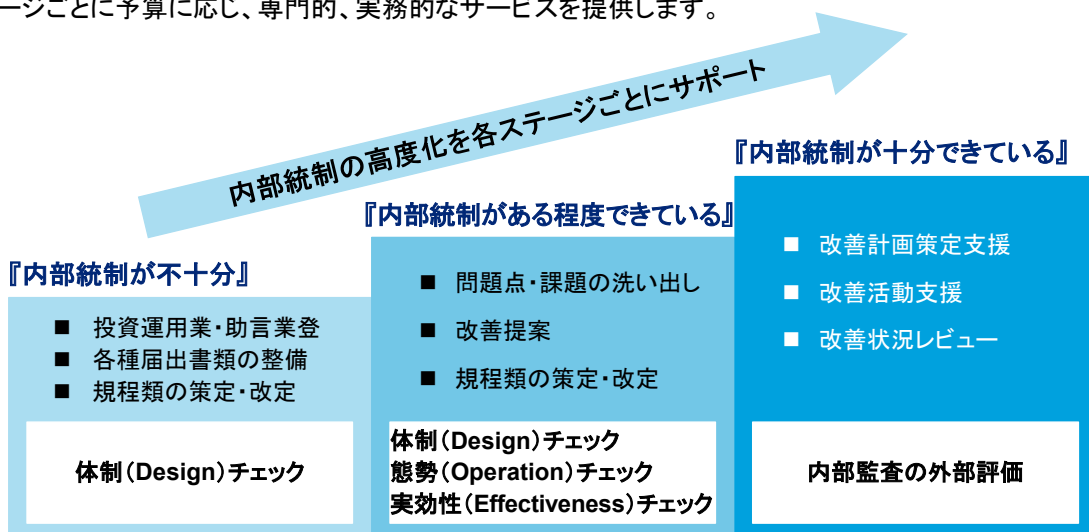 ージごとに予算に応じ、専門的、実務的なサービスを提供します。
内部統制の高度化を各ステージごとにサポート
『内部統制が不十分』
■ 投資運用業・助言業登
■ 各種届出書類の整備
■ 規程類の策定・改定
体制（Design）チェック
『内部統制がある程度できている』
■ 問題点・課題の洗い出し
■ 改善提案
■ 規程類の策定・改定
体制（Design）チェック
態勢（Operation）チェック
実効性（Effectiveness）チェック
『内部統制が十分できている』
■ 改善計画策定支援
■ 改善活動支援
■ 改善状況レビュー
内部監査の外部評価